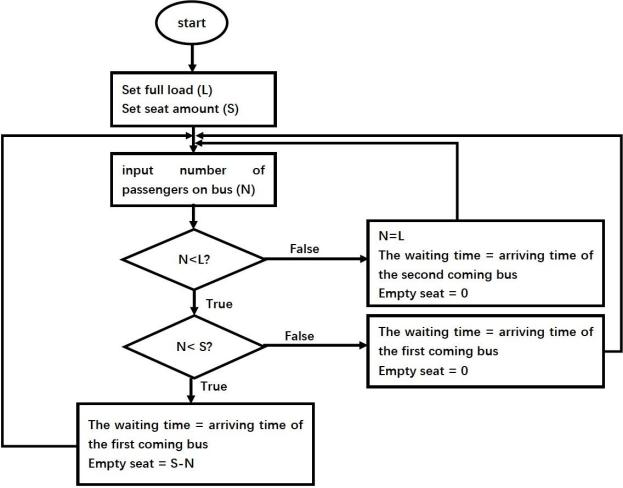 start
Set full load (L)
Set seat amount (S)
input number of
passengers on bus (N)
N<L?
False
N=L
The waiting time = arriving time of
the second coming bus
Empty seat = 0
True
N< S?
False
The waiting time = arriving time of
the first coming bus
Empty seat = 0
True
The waiting time = arriving time of
the first coming bus
Empty seat = S-N